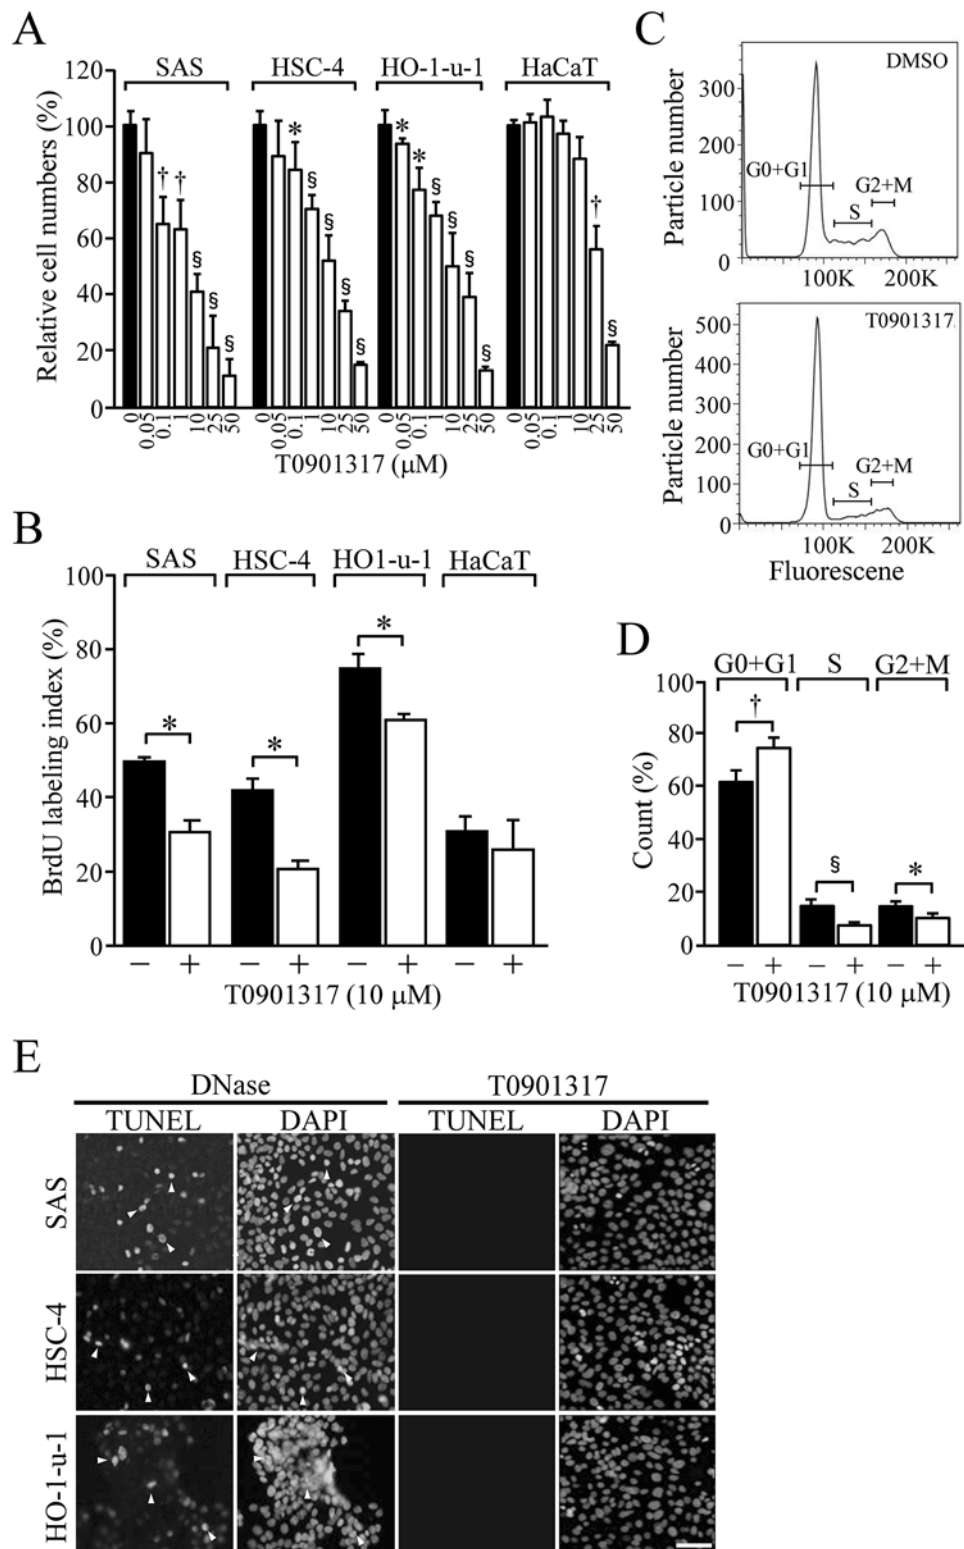 A
SAS HSC-4 HO-1-u-1 HaCaT
Relative cell numbers (%)
120
100
80
60
40
20
0
† † § § §
* § § § §
* * § § § §
† §
0 0.05 0.1 1 10 25 50 0 0.05 0.1 1 10 25 50 0 0.05 0.1 1 10 25 50 0 0.05 0.1 1 10 25 50
T0901317 (μM)
C
DMSO
Particle number
300
200
100
0
G0+G1
S
G2+M
100K 200K
T0901317
Particle number
500
400
300
200
100
0
G0+G1
S
G2+M
100K 200K
Fluorescene
B
SAS HSC-4 HO1-u-1 HaCaT
BrdU labeling index (%)
100
80
60
40
20
0
* * *
− + − + − + − +
T0901317 (10 μM)
D
G0+G1 S G2+M
Count (%)
100
80
60
40
20
0
† § *
− + − + − +
T0901317 (10 μM)
E
DNase T0901317
TUNEL DAPI TUNEL DAPI
SAS
HSC-4
HO-1-u-1